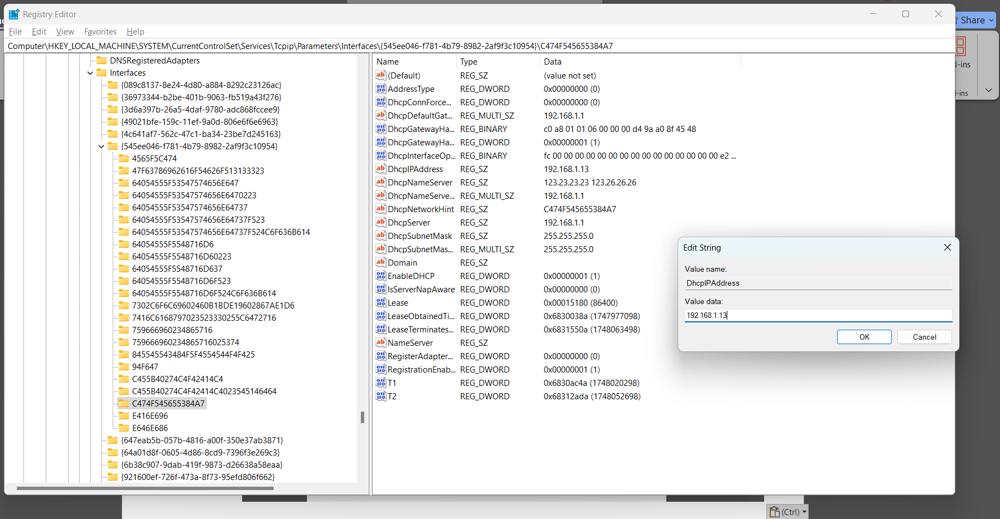 Registry Editor
File Edit View Favorites Help
Computer\HKEY_LOCAL_MACHINE\SYSTEM\CurrentControlSet\Services\Tcpip\Parameters\Interfaces\{545ee046-f781-4b79-8982-2af9f3c10954}\C474F545655384A7
DNSRegisteredAdapters
Interfaces
{089c8137-8e24-4d80-a884-8292c23126ac}
{36973344-b2be-401b-9063-fb519a43f276}
{3d6a397b-26a5-4daf-9780-adc868fccee9}
{49021bfe-159c-11ef-9a0d-806e6f6e6963}
{4c641af7-562c-47c1-ba34-23be7d245163}
{545ee046-f781-4b79-8982-2af9f3c10954}
4565F5C474
47F63786962616F54626F513133323
64054555F53547574656E647
64054555F53547574656E6470223
64054555F53547574656E64737
64054555F53547574656E64737F523
64054555F53547574656E64737F524C6F636B614
64054555F5548716D6
64054555F5548716D60223
64054555F5548716D637
64054555F5548716D6F523
64054555F5548716D6F524C6F636B614
7302C6F6C69602460B1BDE19602867AE1D6
7416C6168797023523330255C6472716
759666960234865716
759666960234865716025374
845545543484F5F4554544F4F425
94F647
C455B40274C4F42414C4
C455B40274C4F42414C4023545146464
C474F545655384A7
E416E696
E646E686
{647eab5b-057b-4816-a00f-350e37ab3871}
{64a01d8f-0605-4d86-8cd9-7396f3e269c3}
{6b38c907-9dab-419f-9873-d26638a58eaa}
{921600ef-726f-473a-8f73-95efd806f662}
Name Type Data
(Default) REG_SZ (value not set)
AddressType REG_DWORD 0x00000000 (0)
DhcpConnForce... REG_DWORD 0x00000000 (0)
DhcpDefaultGat... REG_MULTI_SZ 192.168.1.1
DhcpGatewayHa... REG_BINARY c0 a8 01 01 06 00 00 00 d4 9a a0 8f 45 48
DhcpGatewayHa... REG_DWORD 0x00000001 (1)
DhcpInterfaceOp... REG_BINARY fc 00 00 00 00 00 00 00 00 00 00 00 00 00 00 00 e2 ...
DhcpIPAddress REG_SZ 192.168.1.13
DhcpNameServer REG_SZ 123.23.23.23 123.26.26.26
DhcpNameServe... REG_MULTI_SZ 192.168.1.1
DhcpNetworkHint REG_SZ C474F545655384A7
DhcpServer REG_SZ 192.168.1.1
DhcpSubnetMask REG_SZ 255.255.255.0
DhcpSubnetMas... REG_MULTI_SZ 255.255.255.0
Domain REG_SZ
EnableDHCP REG_DWORD 0x00000001 (1)
IsServerNapAware REG_DWORD 0x00000000 (0)
Lease REG_DWORD 0x00015180 (86400)
LeaseObtainedTi... REG_DWORD 0x6830038a (1747977098)
LeaseTerminates... REG_DWORD 0x6831550a (1748063498)
NameServer REG_SZ
RegisterAdapter... REG_DWORD 0x00000000 (0)
RegistrationEnab... REG_DWORD 0x00000001 (1)
T1 REG_DWORD 0x6830ac4a (1748020298)
T2 REG_DWORD 0x68312ada (1748052698)
Edit String
Value name:
DhcpIPAddress
Value data:
192.168.1.13
OK Cancel
Share
-ins
-ins
(Ctrl)